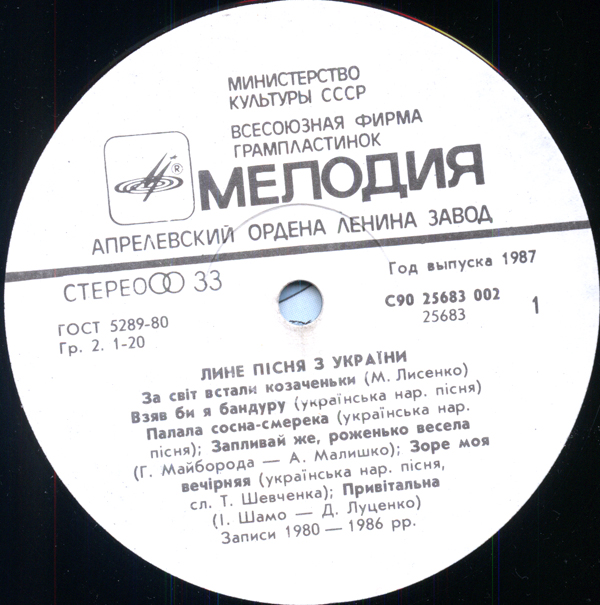 МИНИСТЕРСТВО
КУЛЬТУРЫ СССР
ВСЕСОЮЗНАЯ ФИРМА
ГРАМПЛАСТИНОК
®
МЕЛОДИЯ
АПРЕЛЕВСКИЙ ОРДЕНА ЛЕНИНА ЗАВОД
СТЕРЕО 33
Год выпуска 1987
ГОСТ 5289-80
Гр. 2. 1-20
С90 25683 002
25683
1
ЛИНЕ ПІСНЯ З УКРАЇНИ
За світ встали козаченьки (М. Лисенко)
Взяв би я бандуру (українська нар. пісня)
Палала сосна-смерека (українська нар.
пісня); Запливай же, роженько весела
(Г. Майборода — А. Малишко); Зоре моя
вечірняя (українська нар. пісня,
сл. Т. Шевченка); Привітальна
(І. Шамо — Д. Луценко)
Записи 1980 — 1986 рр.